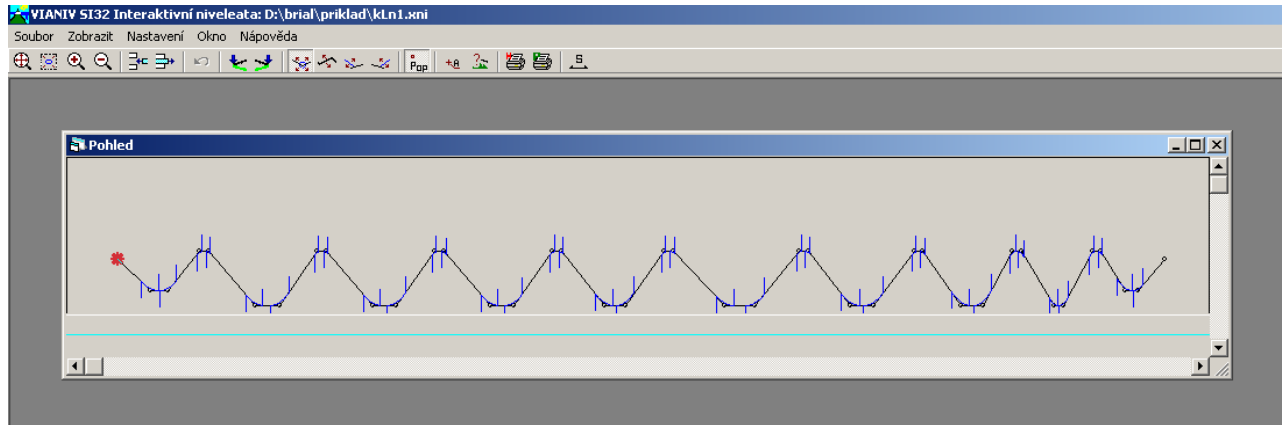 VIANIV SI32 Interaktivní niveleata: D:\brial\priklad\kLn1.xni
Soubor Zobrazit Nastavení Okno Nápověda
Pop
Pohled